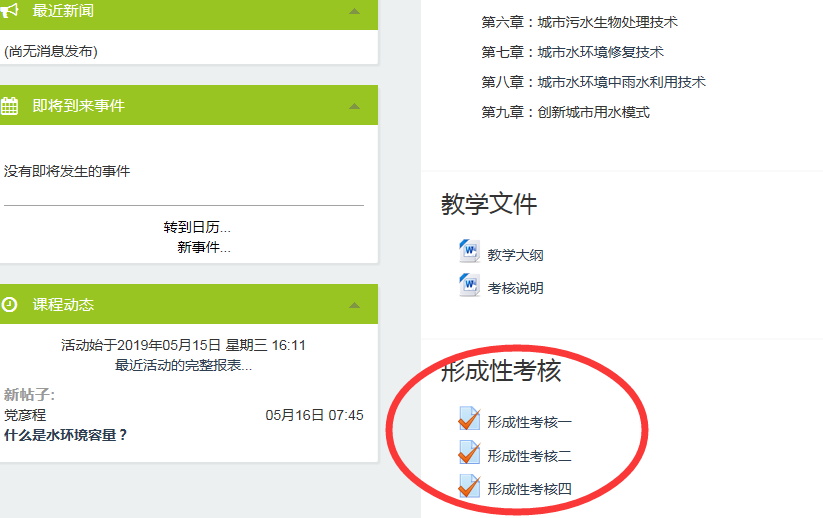 最近新闻
(尚无消息发布)
即将到来事件
没有即将发生的事件
转到日历...
新事件...
课程动态
活动始于2019年05月15日 星期三 16:11
最近活动的完整报表...
新帖子:
党彦程 05月16日 07:45
什么是水环境容量？
第六章：城市污水生物处理技术
第七章：城市水环境修复技术
第八章：城市水环境中雨水利用技术
第九章：创新城市用水模式
教学文件
教学大纲
考核说明
形成性考核
形成性考核一
形成性考核二
形成性考核四